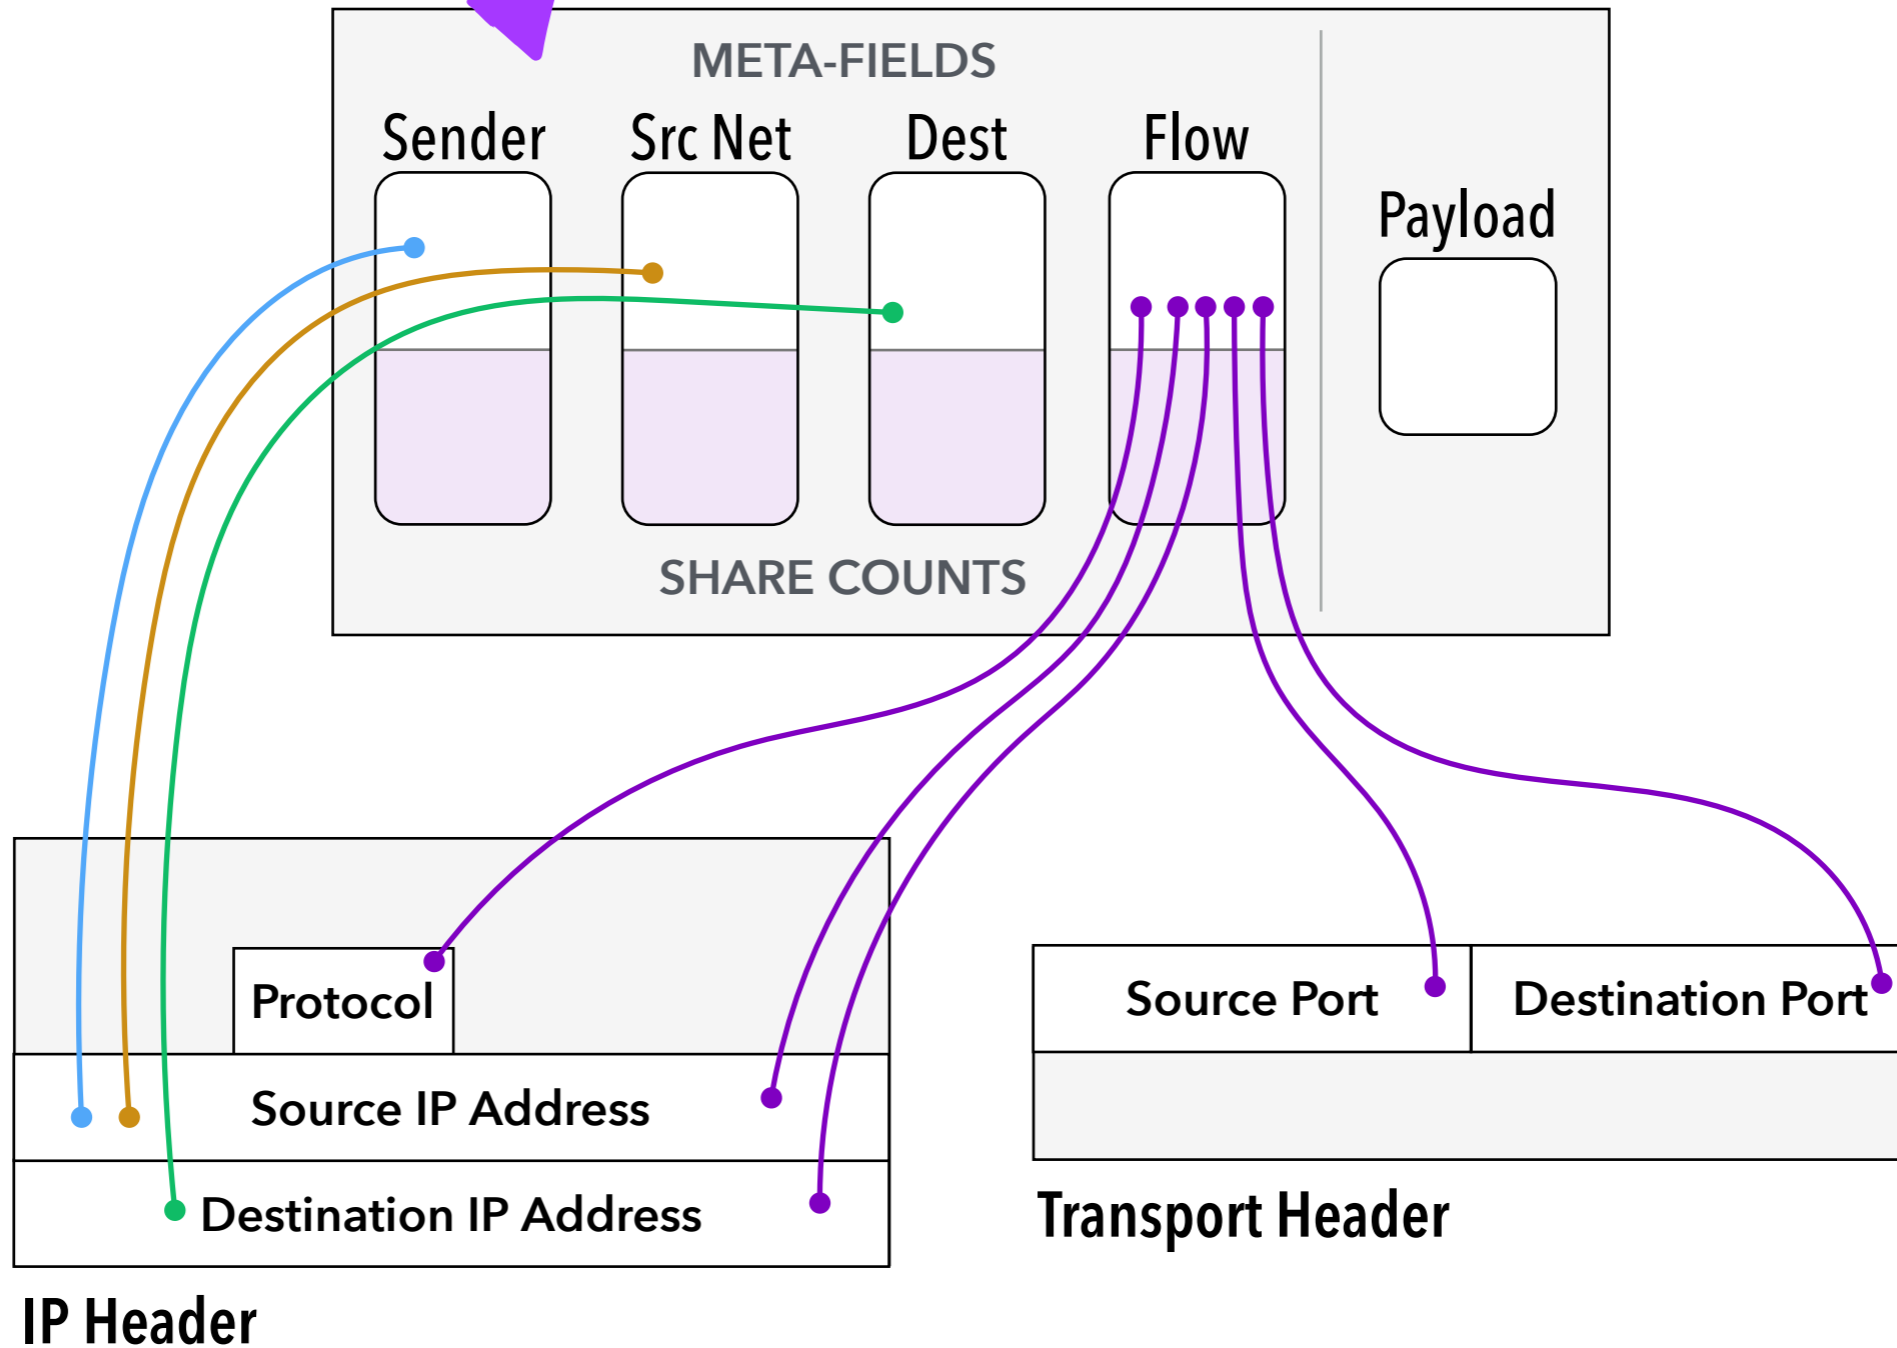 META-FIELDS
Sender Src Net Dest Flow
Payload
SHARE COUNTS
Protocol
Source IP Address
Destination IP Address
IP Header
Source Port Destination Port
Transport Header